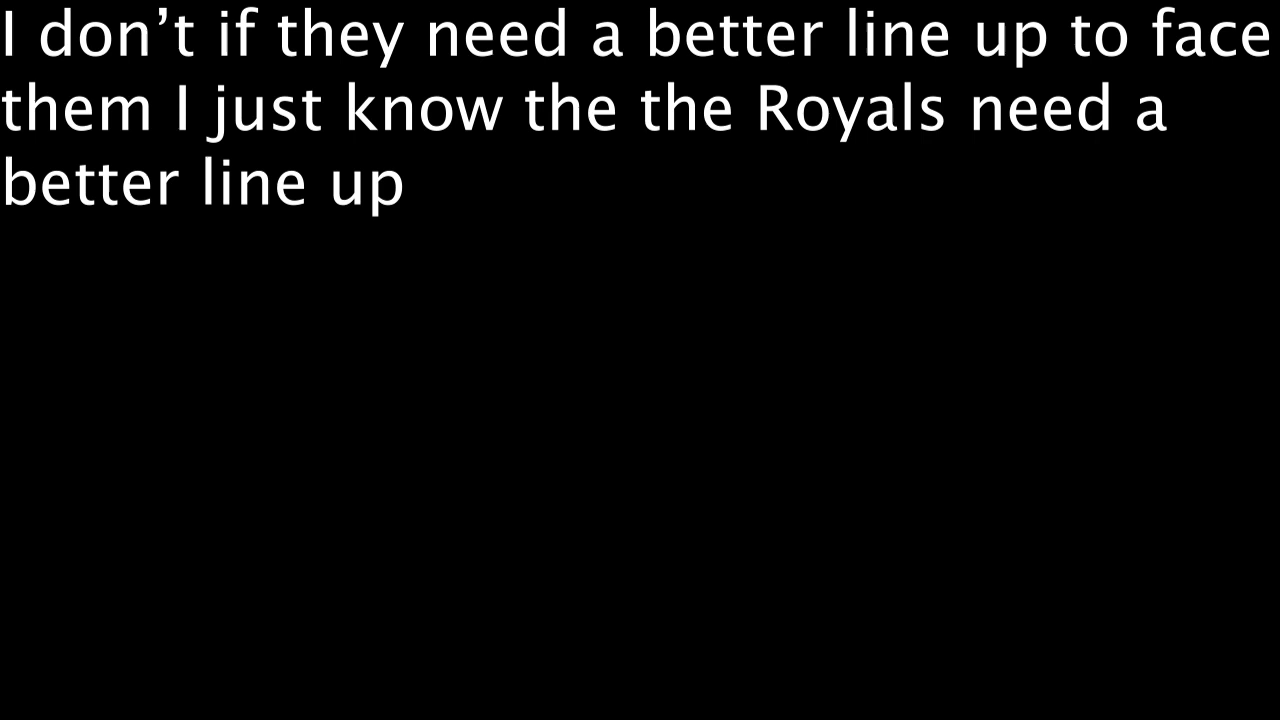 I don’t if they need a better line up to face
them I just know the the Royals need a
better line up